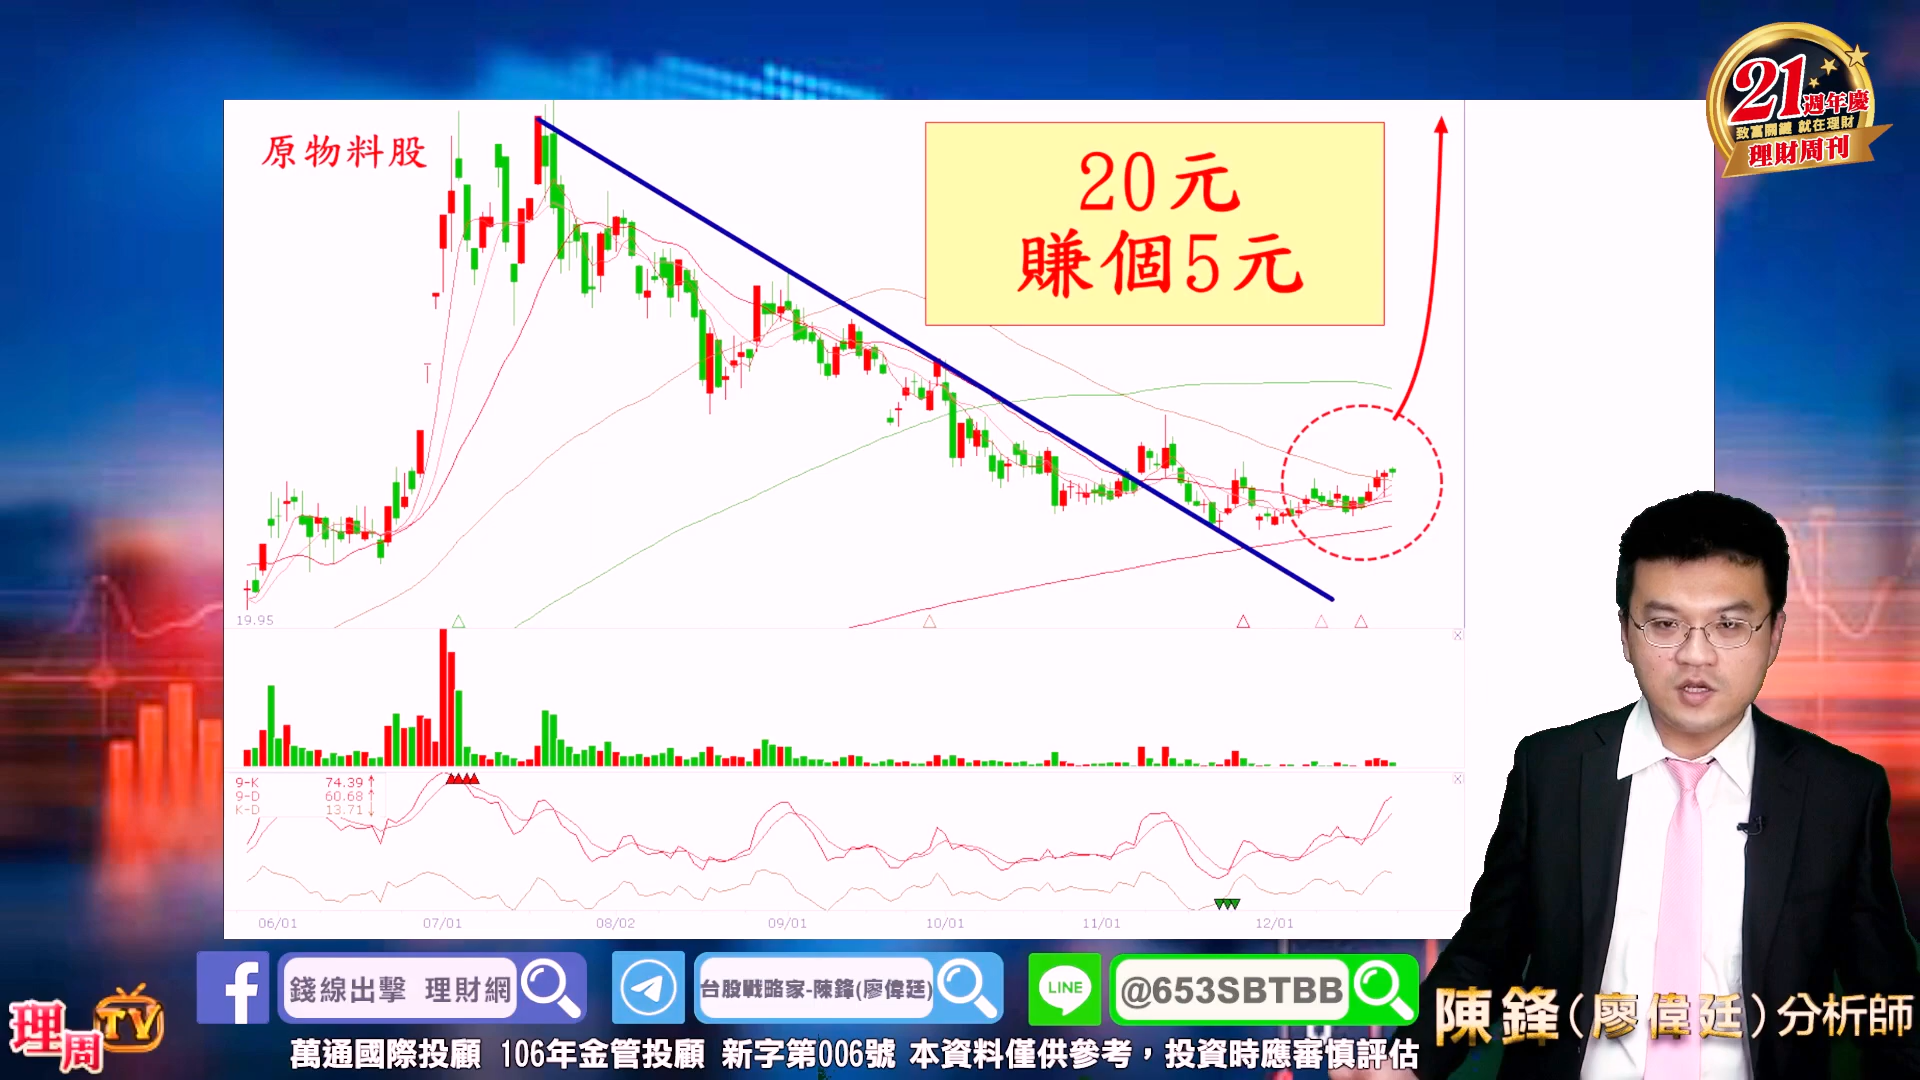 21週年慶
致富關鍵 就在理財
理財周刊
原物料股
20元
賺個5元
19.95
9-K 74.39↑
9-D 60.68↑
K-D 13.71↓
06/01 07/01 08/02 09/01 10/01 11/01 12/01
錢線出擊 理財網
台股戰略家-陳鋒(廖偉廷)
LINE
@653SBTBB
陳鋒(廖偉廷)分析師
理周TV
萬通國際投顧 106年金管投顧 新字第006號 本資料僅供參考，投資時應審慎評估